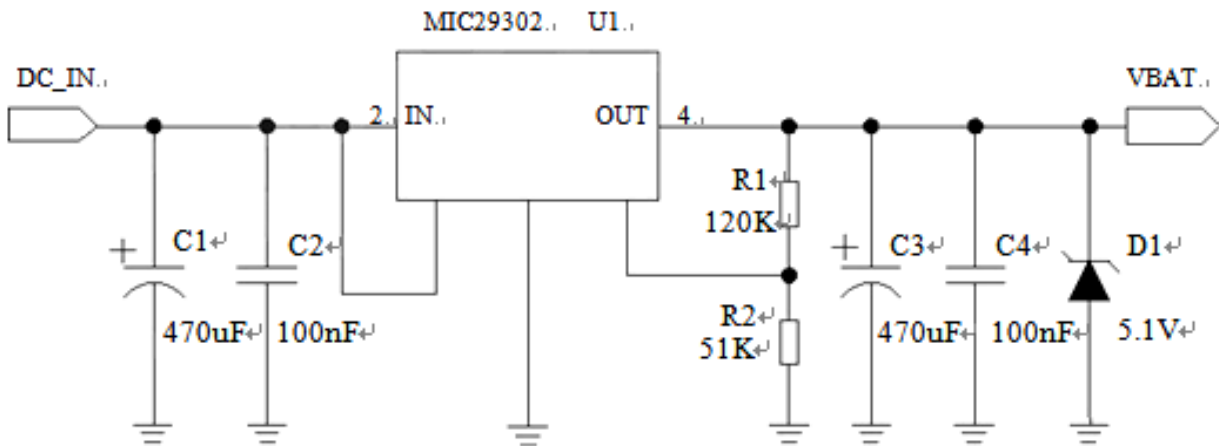 MIC29302 U1
DC_IN
VBAT
2 IN
OUT 4
R1
120K
R2
51K
C1
470uF
C2
100nF
C3
470uF
C4
100nF
D1
5.1V
+
+